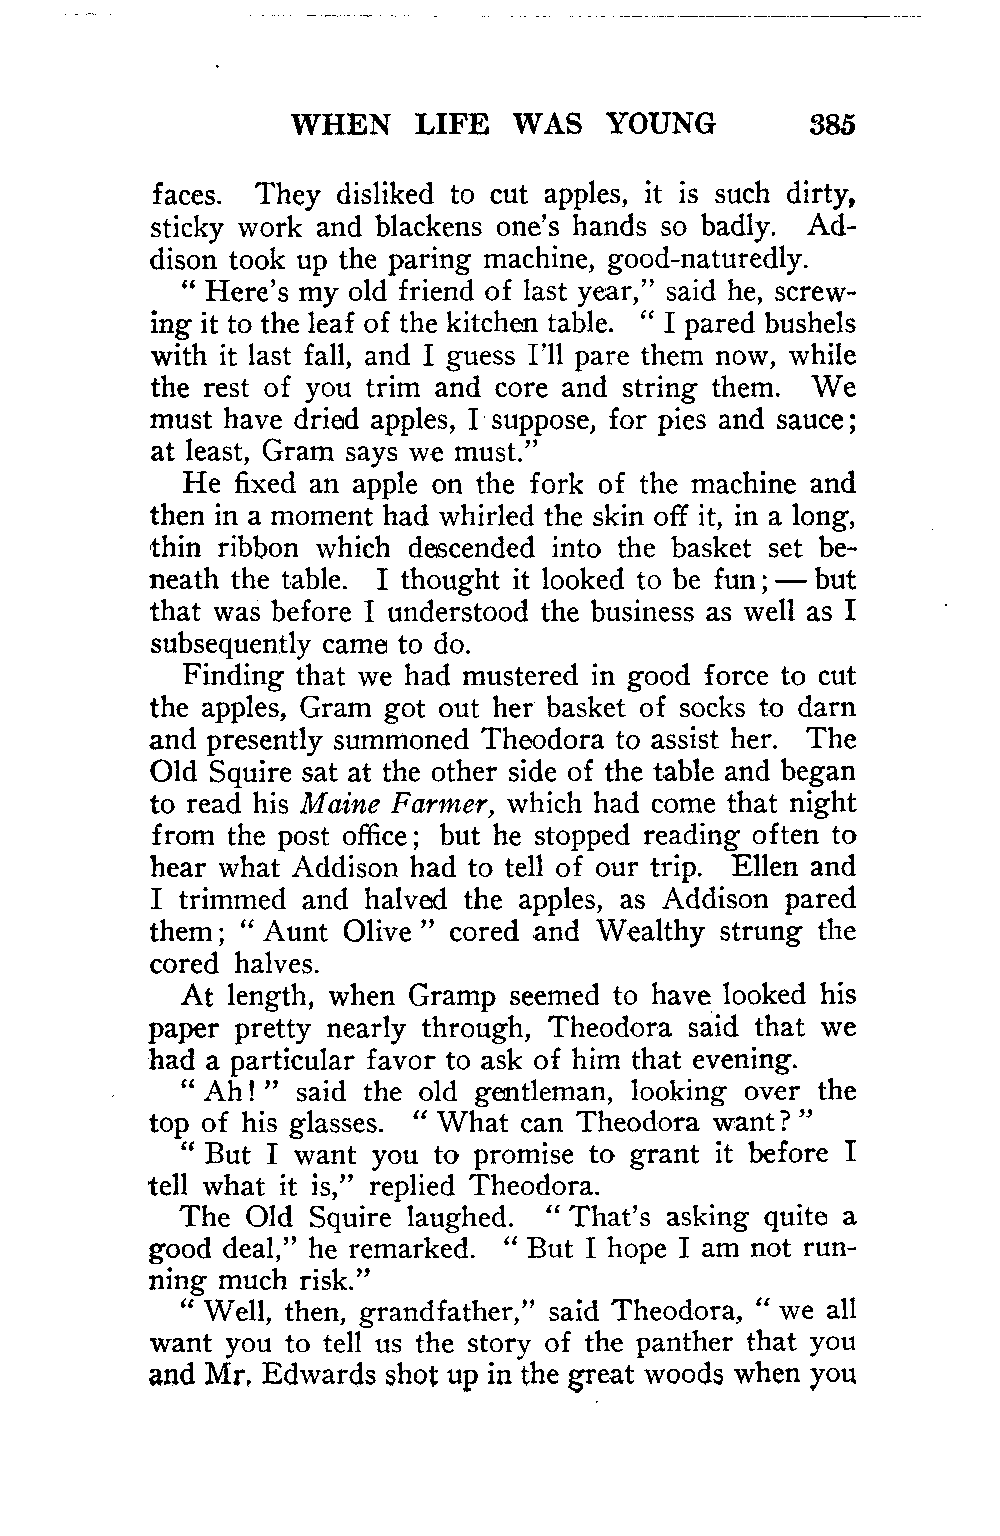 WHEN LIFE WAS YOUNG 385
faces. They disliked to cut apples, it is such dirty,
sticky work and blackens one's hands so badly. Ad-
dison took up the paring machine, good-naturedly.
“ Here's my old friend of last year,” said he, screw-
ing it to the leaf of the kitchen table. “ I pared bushels
with it last fall, and I guess I'll pare them now, while
the rest of you trim and core and string them. We
must have dried apples, I suppose, for pies and sauce;
at least, Gram says we must.”
He fixed an apple on the fork of the machine and
then in a moment had whirled the skin off it, in a long,
thin ribbon which descended into the basket set be-
neath the table. I thought it looked to be fun; — but
that was before I understood the business as well as I
subsequently came to do.
Finding that we had mustered in good force to cut
the apples, Gram got out her basket of socks to darn
and presently summoned Theodora to assist her. The
Old Squire sat at the other side of the table and began
to read his Maine Farmer, which had come that night
from the post office; but he stopped reading often to
hear what Addison had to tell of our trip. Ellen and
I trimmed and halved the apples, as Addison pared
them; “ Aunt Olive ” cored and Wealthy strung the
cored halves.
At length, when Gramp seemed to have looked his
paper pretty nearly through, Theodora said that we
had a particular favor to ask of him that evening.
“ Ah! ” said the old gentleman, looking over the
top of his glasses. “ What can Theodora want? ”
“ But I want you to promise to grant it before I
tell what it is,” replied Theodora.
The Old Squire laughed. “ That's asking quite a
good deal,” he remarked. “ But I hope I am not run-
ning much risk.”
“ Well, then, grandfather,” said Theodora, “ we all
want you to tell us the story of the panther that you
and Mr. Edwards shot up in the great woods when you